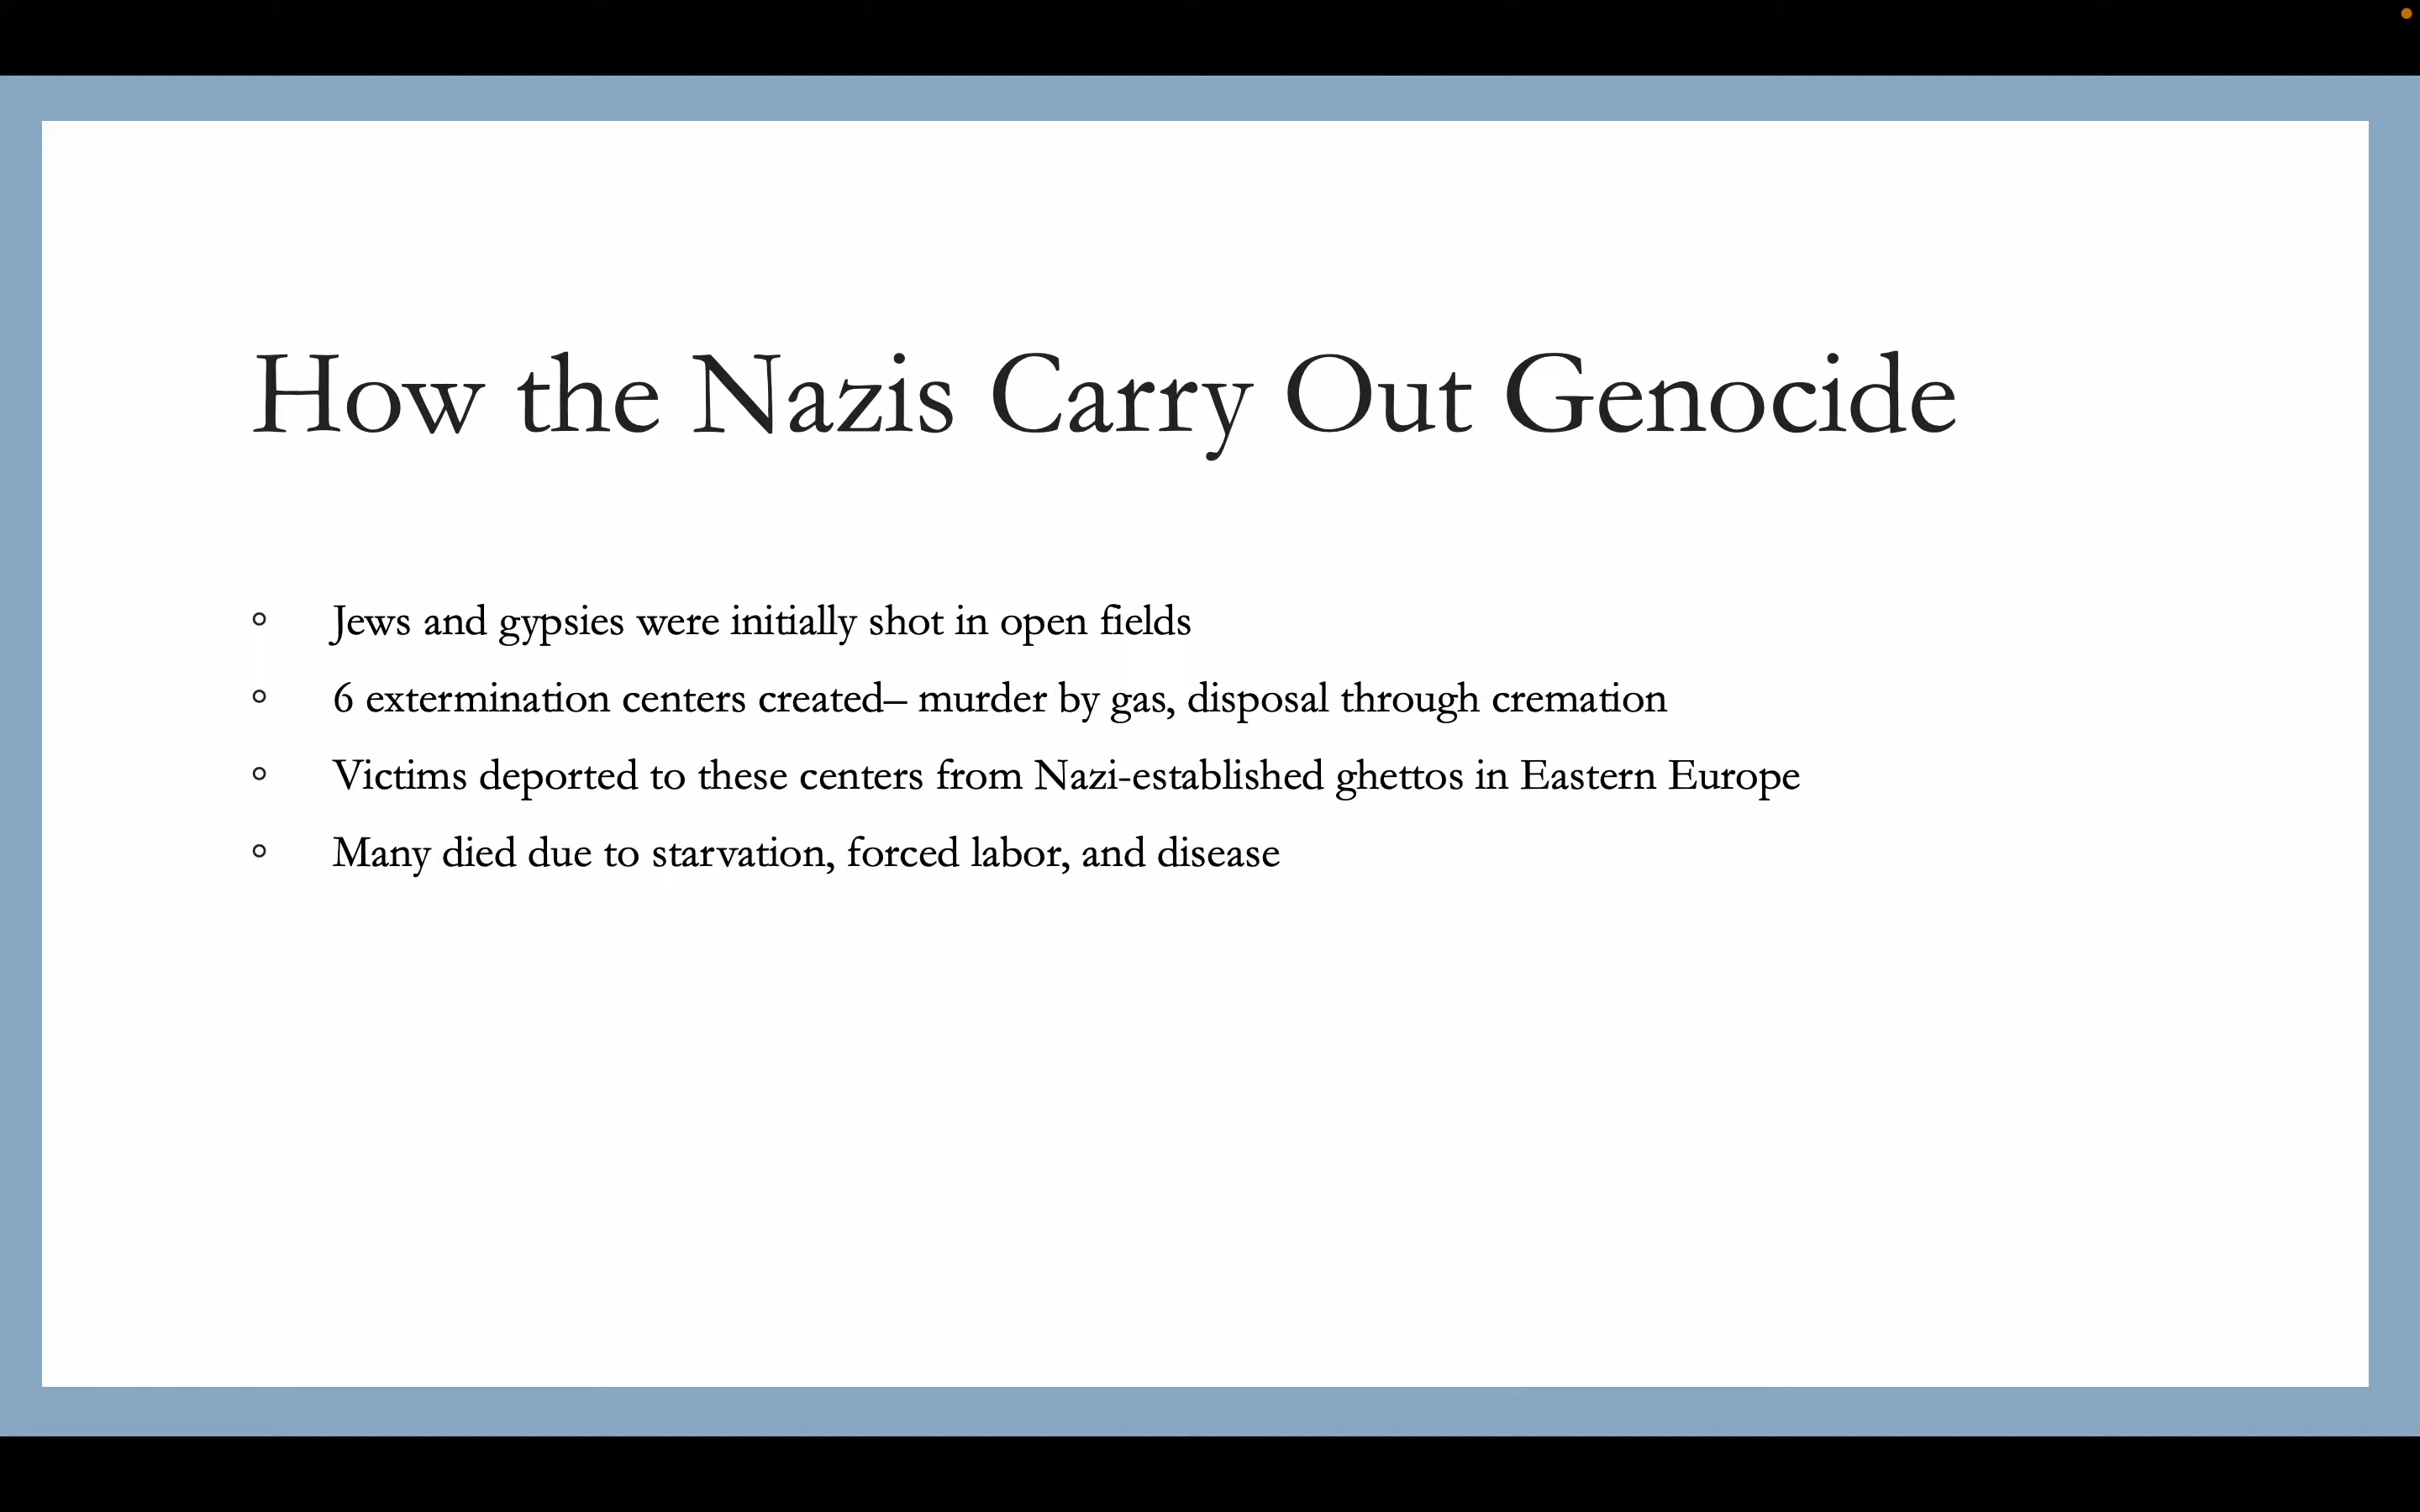 How the Nazis Carry Out Genocide
Jews and gypsies were initially shot in open fields
6 extermination centers created– murder by gas, disposal through cremation
Victims deported to these centers from Nazi-established ghettos in Eastern Europe
Many died due to starvation, forced labor, and disease